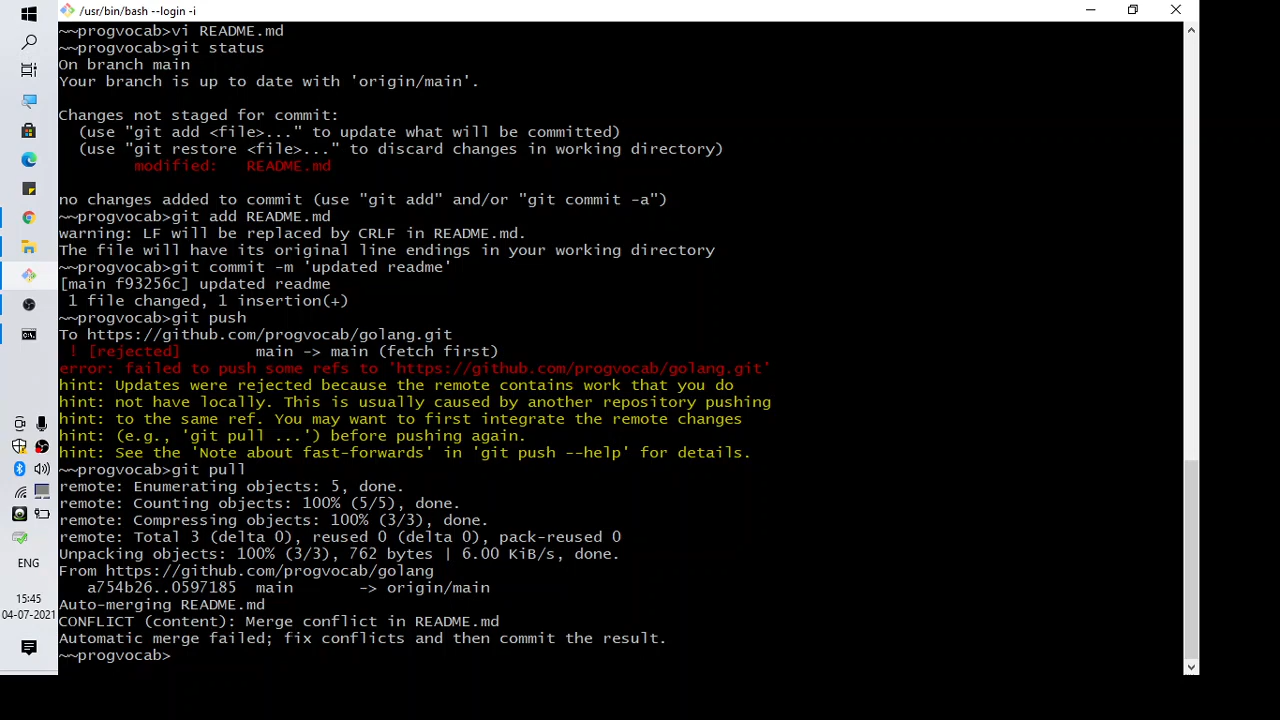 /usr/bin/bash --login -i
~~progvocab>vi README.md
~~progvocab>git status
On branch main
Your branch is up to date with 'origin/main'.
Changes not staged for commit:
(use "git add <file>..." to update what will be committed)
(use "git restore <file>..." to discard changes in working directory)
modified: README.md
no changes added to commit (use "git add" and/or "git commit -a")
~~progvocab>git add README.md
warning: LF will be replaced by CRLF in README.md.
The file will have its original line endings in your working directory
~~progvocab>git commit -m 'updated readme'
[main f93256c] updated readme
1 file changed, 1 insertion(+)
~~progvocab>git push
To https://github.com/progvocab/golang.git
! [rejected] main -> main (fetch first)
error: failed to push some refs to 'https://github.com/progvocab/golang.git'
hint: Updates were rejected because the remote contains work that you do
hint: not have locally. This is usually caused by another repository pushing
hint: to the same ref. You may want to first integrate the remote changes
hint: (e.g., 'git pull ...') before pushing again.
hint: See the 'Note about fast-forwards' in 'git push --help' for details.
~~progvocab>git pull
remote: Enumerating objects: 5, done.
remote: Counting objects: 100% (5/5), done.
remote: Compressing objects: 100% (3/3), done.
remote: Total 3 (delta 0), reused 0 (delta 0), pack-reused 0
Unpacking objects: 100% (3/3), 762 bytes | 6.00 KiB/s, done.
From https://github.com/progvocab/golang
a754b26..0597185 main -> origin/main
Auto-merging README.md
CONFLICT (content): Merge conflict in README.md
Automatic merge failed; fix conflicts and then commit the result.
~~progvocab>
ENG
15:45
04-07-2021